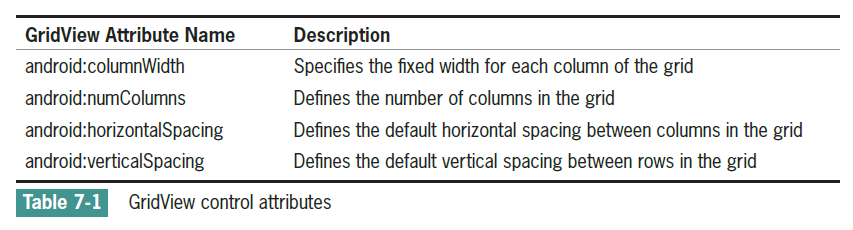 GridView Attribute Name Description
android:columnWidth Specifies the fixed width for each column of the grid
android:numColumns Defines the number of columns in the grid
android:horizontalSpacing Defines the default horizontal spacing between columns in the grid
android:verticalSpacing Defines the default vertical spacing between rows in the grid
Table 7-1 GridView control attributes